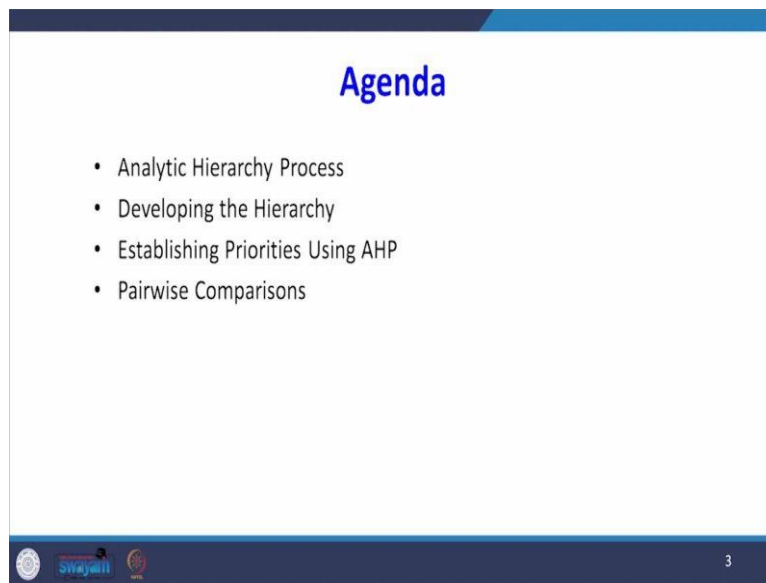 Agenda
• Analytic Hierarchy Process
• Developing the Hierarchy
• Establishing Priorities Using AHP
• Pairwise Comparisons
swayam
3